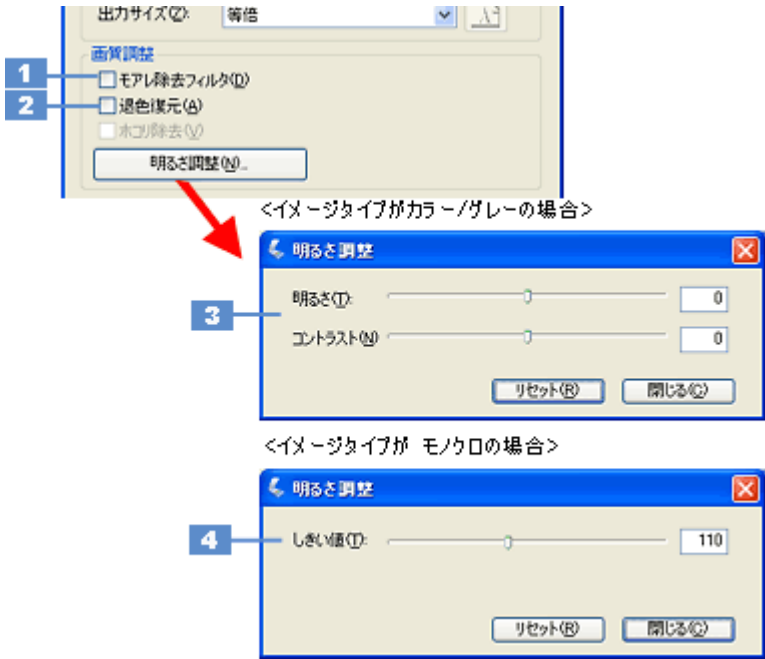 出力サイズ(Z): 等倍
画質調整
1 モアレ除去フィルタ(D)
2 退色復元(A)
ホコリ除去(V)
明るさ調整(N)...
<イメージタイプがカラー/グレーの場合>
明るさ調整
明るさ(T): 0
3
コントラスト(N) 0
リセット(R) 閉じる(C)
<イメージタイプが モノクロの場合>
明るさ調整
4 しきい値(T): 110
リセット(R) 閉じる(C)